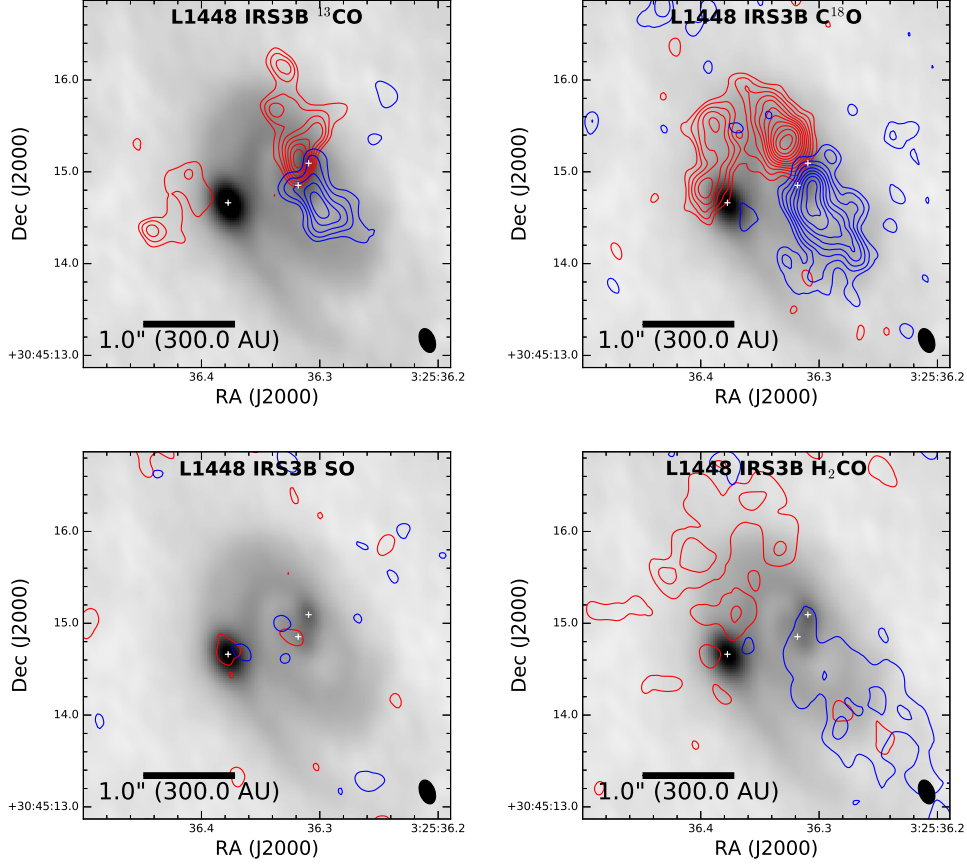 L1448 IRS3B ¹³CO
16.0
15.0
14.0
+30:45:13.0
Dec (J2000)
1.0" (300.0 AU)
36.4
36.3
3:25:36.2
RA (J2000)
L1448 IRS3B C¹⁸O
16.0
15.0
14.0
+30:45:13.0
Dec (J2000)
1.0" (300.0 AU)
36.4
36.3
3:25:36.2
RA (J2000)
L1448 IRS3B SO
16.0
15.0
14.0
+30:45:13.0
Dec (J2000)
1.0" (300.0 AU)
36.4
36.3
3:25:36.2
RA (J2000)
L1448 IRS3B H₂CO
16.0
15.0
14.0
+30:45:13.0
Dec (J2000)
1.0" (300.0 AU)
36.4
36.3
3:25:36.2
RA (J2000)